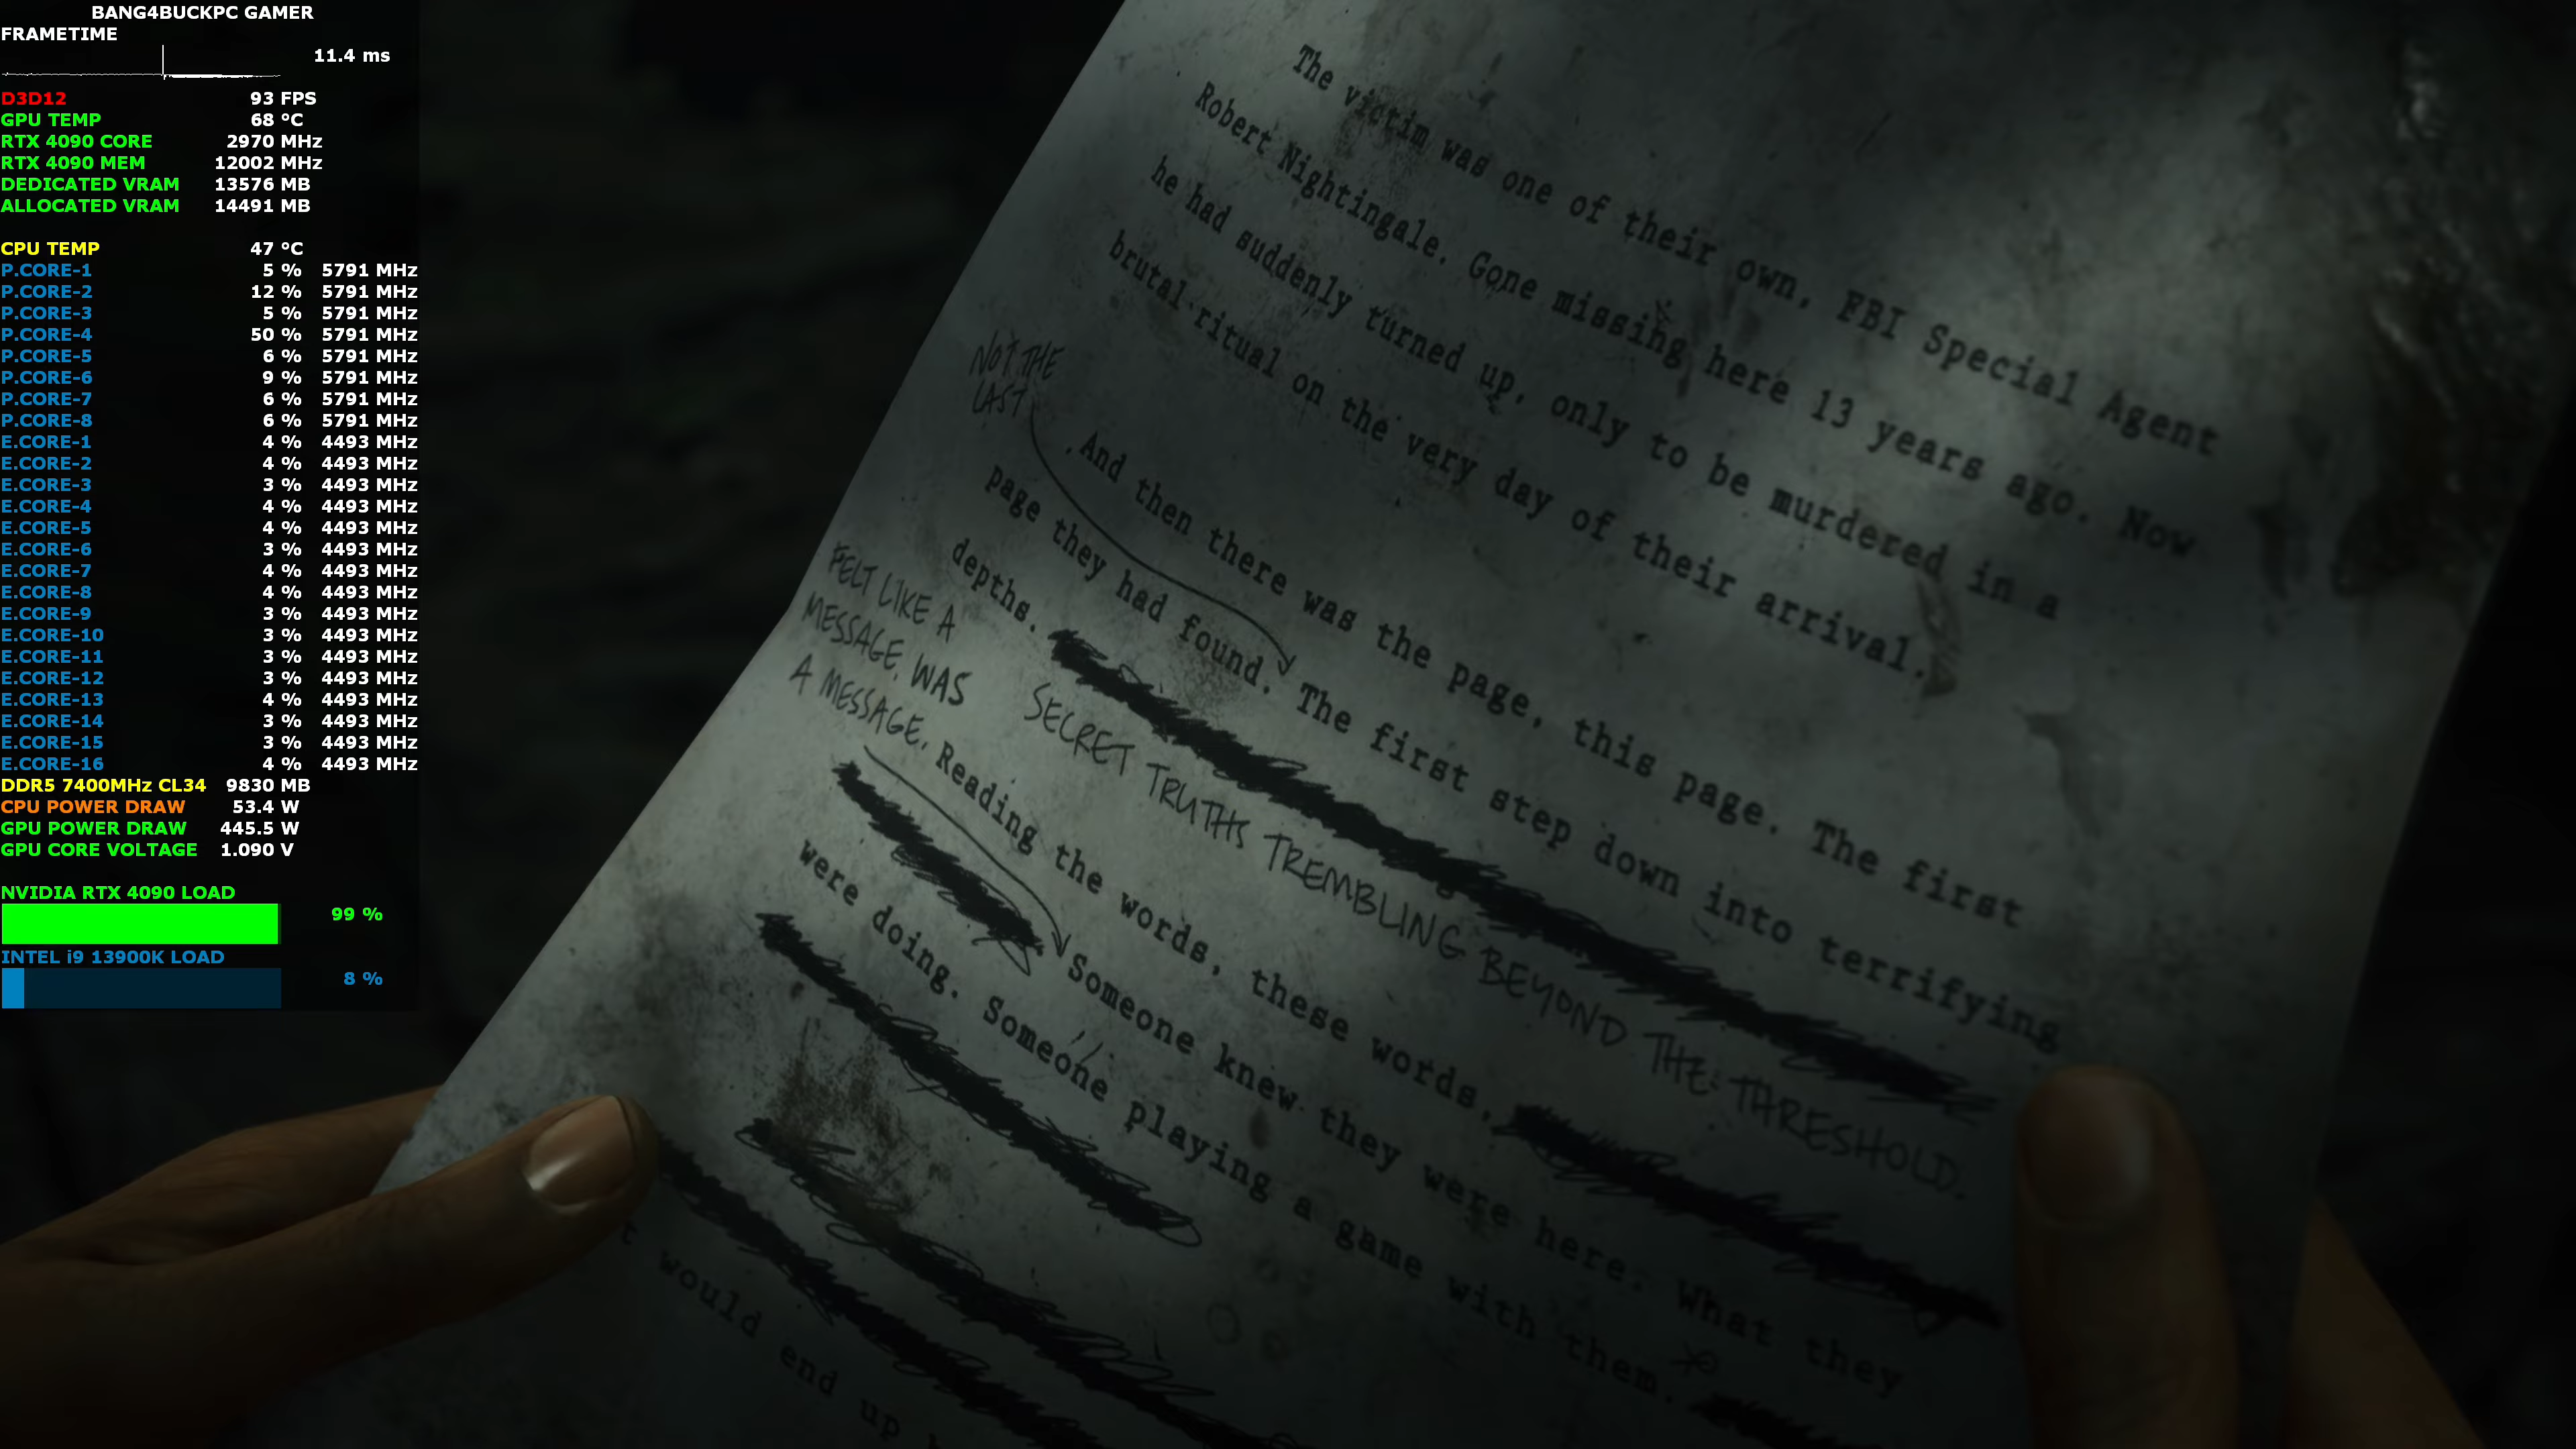 BANG4BUCKPC GAMER
FRAMETIME
11.4 ms
D3D12 93 FPS
GPU TEMP 68 °C
RTX 4090 CORE 2970 MHz
RTX 4090 MEM 12002 MHz
DEDICATED VRAM 13576 MB
ALLOCATED VRAM 14491 MB
CPU TEMP 47 °C
P.CORE-1 5 % 5791 MHz
P.CORE-2 12 % 5791 MHz
P.CORE-3 5 % 5791 MHz
P.CORE-4 50 % 5791 MHz
P.CORE-5 6 % 5791 MHz
P.CORE-6 9 % 5791 MHz
P.CORE-7 6 % 5791 MHz
P.CORE-8 6 % 5791 MHz
E.CORE-1 4 % 4493 MHz
E.CORE-2 4 % 4493 MHz
E.CORE-3 3 % 4493 MHz
E.CORE-4 4 % 4493 MHz
E.CORE-5 4 % 4493 MHz
E.CORE-6 3 % 4493 MHz
E.CORE-7 4 % 4493 MHz
E.CORE-8 4 % 4493 MHz
E.CORE-9 3 % 4493 MHz
E.CORE-10 3 % 4493 MHz
E.CORE-11 3 % 4493 MHz
E.CORE-12 3 % 4493 MHz
E.CORE-13 4 % 4493 MHz
E.CORE-14 3 % 4493 MHz
E.CORE-15 3 % 4493 MHz
E.CORE-16 4 % 4493 MHz
DDR5 7400MHz CL34 9830 MB
CPU POWER DRAW 53.4 W
GPU POWER DRAW 445.5 W
GPU CORE VOLTAGE 1.090 V
NVIDIA RTX 4090 LOAD
99 %
INTEL i9 13900K LOAD
8 %
The victim was one of their own, FBI Special Agent
Robert Nightingale. Gone missing here 13 years ago. Now
he had suddenly turned up, only to be murdered in a
brutal ritual on the very day of their arrival.
NOT THE
LAST
And then there was the page, this page. The first
page they had found. The first step down into terrifying
depths.
SECRET TRUTHS TREMBLING BEYOND THE THRESHOLD.
FELT LIKE A
MESSAGE, WAS
A MESSAGE.
Reading the words, these words,
Someone knew they were here. What they
were doing. Someone playing a game with them.
would end up